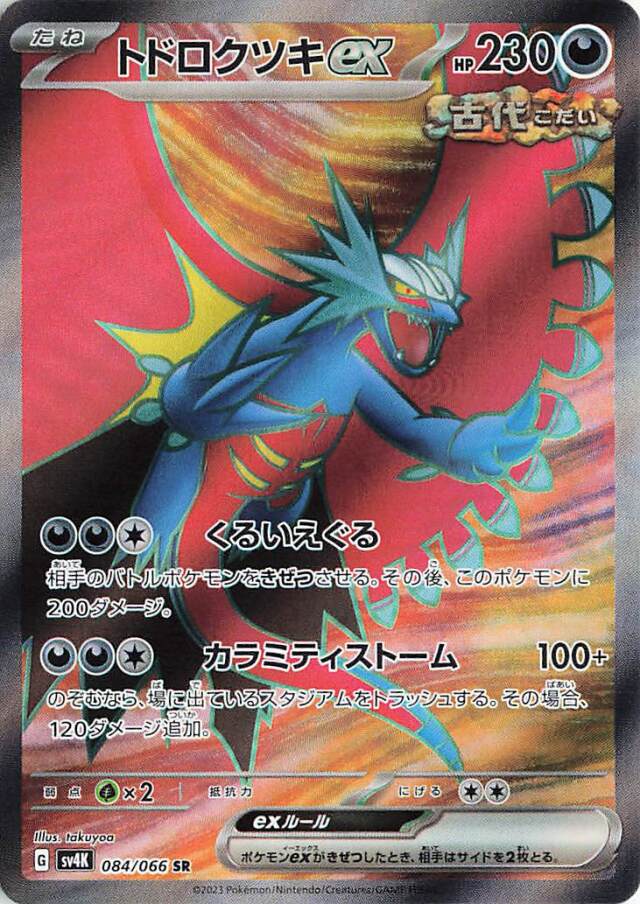 たね トドロクツキex HP230
古代 こだい
くるいえぐる
相手のバトルポケモンをきぜつさせる。その後、このポケモンに
200ダメージ。
カラミティストーム 100+
のぞむなら、場に出ているスタジアムをトラッシュする。その場合、
120ダメージ追加。
弱点 ×2 抵抗力 にげる
exルール
ポケモンexがきぜつしたとき、相手はサイドを2枚とる。
Illus. takuyoa
G sv4K 084/066 SR
©2023 Pokémon/Nintendo/Creatures/GAME FREAK